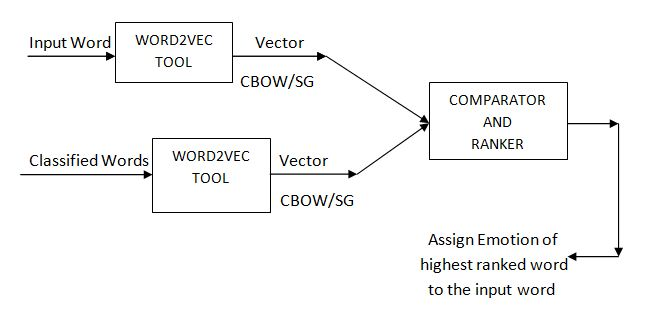 Input Word
WORD2VEC
TOOL
Vector
CBOW/SG
Classified Words
WORD2VEC
TOOL
Vector
CBOW/SG
COMPARATOR
AND
RANKER
Assign Emotion of
highest ranked word
to the input word